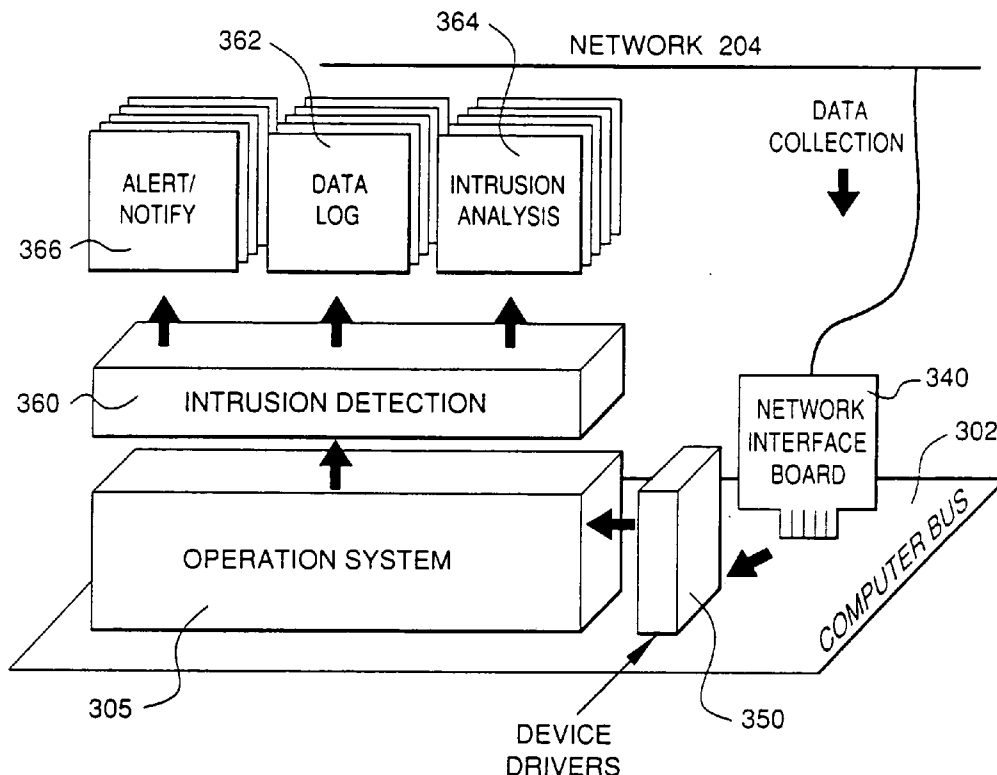 364
362
NETWORK 204
DATA
COLLECTION
ALERT/
NOTIFY
DATA
LOG
INTRUSION
ANALYSIS
366
360
INTRUSION DETECTION
340
NETWORK
INTERFACE
BOARD
302
OPERATION SYSTEM
COMPUTER BUS
305
350
DEVICE
DRIVERS